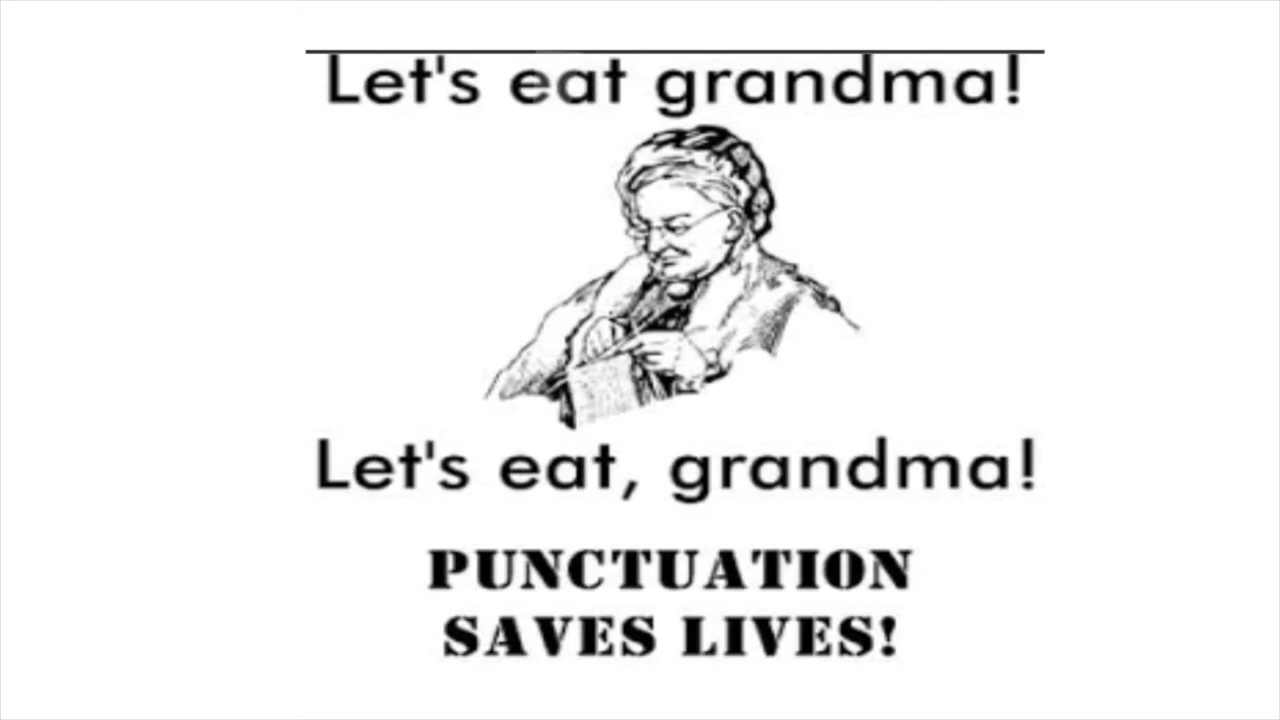 Let's eat grandma!
Let's eat, grandma!
PUNCTUATION
SAVES LIVES!